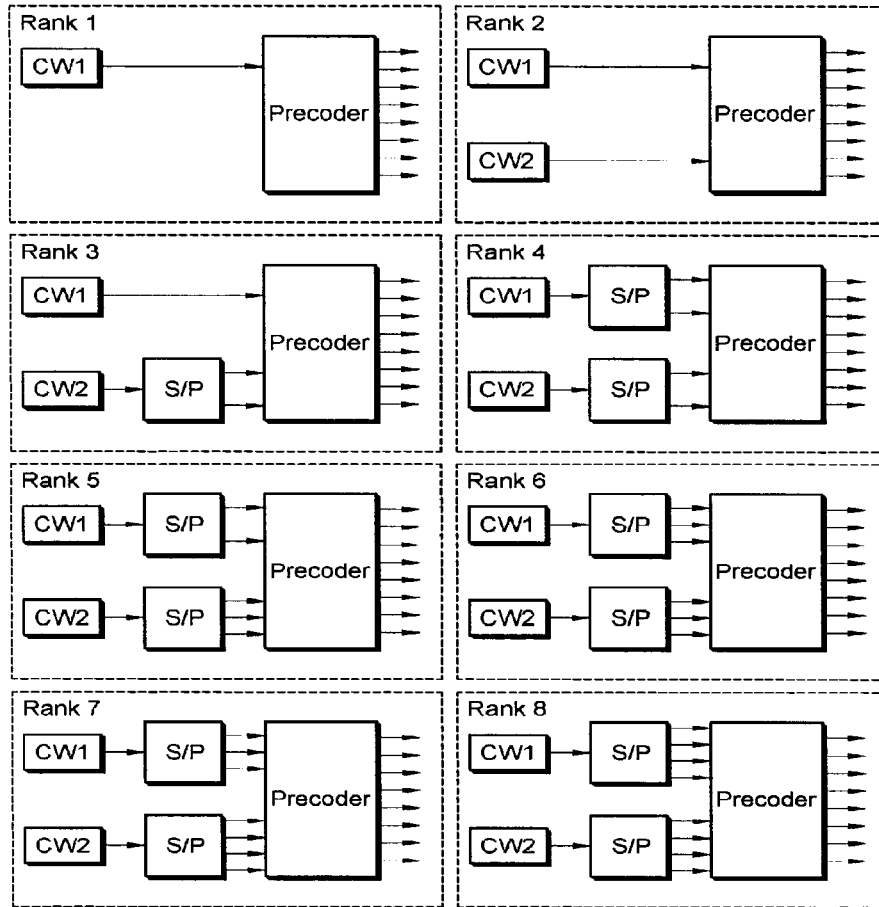 Rank 1
CW1
Precoder
Rank 2
CW1
Precoder
CW2
Rank 3
CW1
Precoder
CW2
S/P
Rank 4
CW1
S/P
Precoder
CW2
S/P
Rank 5
CW1
S/P
Precoder
CW2
S/P
Rank 6
CW1
S/P
Precoder
CW2
S/P
Rank 7
CW1
S/P
Precoder
CW2
S/P
Rank 8
CW1
S/P
Precoder
CW2
S/P